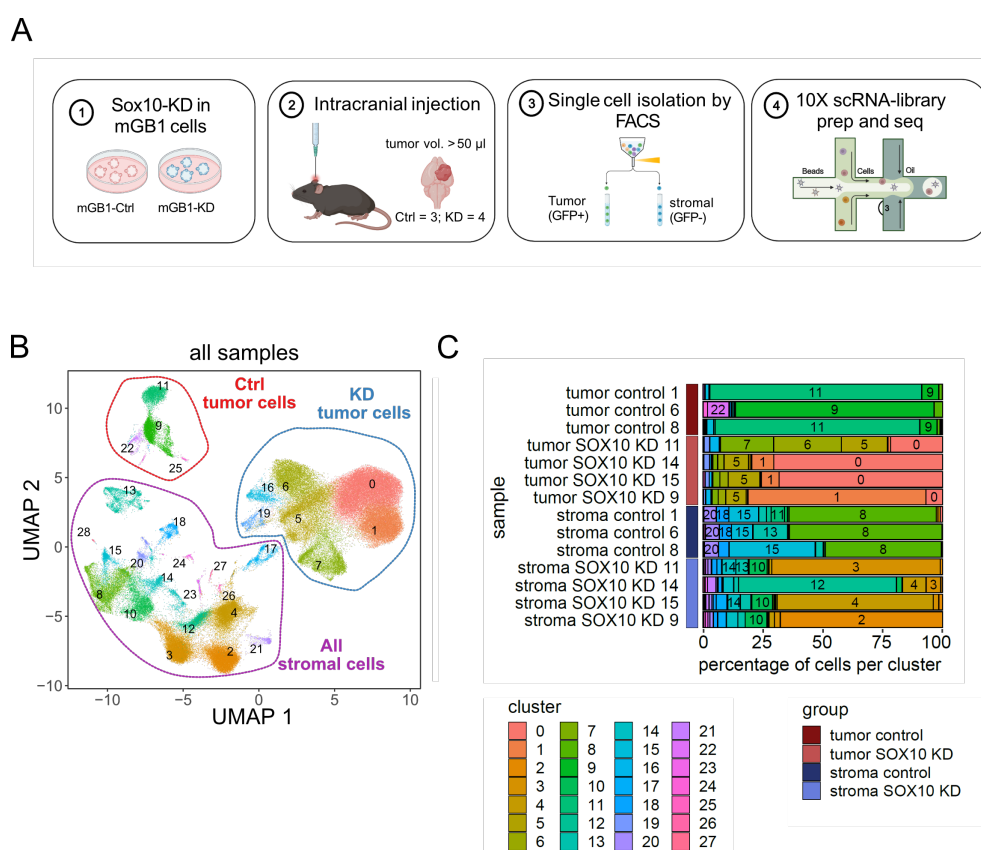 A
1
Sox10-KD in
mGB1 cells
mGB1-Ctrl
mGB1-KD
2
Intracranial injection
tumor vol. > 50 µl
Ctrl = 3; KD = 4
3
Single cell isolation by
FACS
Tumor
(GFP+)
stromal
(GFP-)
4
10X scRNA-library
prep and seq
Beads
Cells
Oil
3
B
all samples
Ctrl
tumor cells
KD
tumor cells
All
stromal cells
11
9
22
25
13
28
18
15
20
24
14
27
23
26
8
10
12
4
3
2
21
17
16
6
19
5
0
1
7
10
5
0
−5
−10
−10
−5
0
5
10
UMAP 1
UMAP 2
C
sample
tumor control 1
11 9
tumor control 6
22 9
tumor control 8
11 9
tumor SOX10 KD 11
7 6 5 0
tumor SOX10 KD 14
5 1 0
tumor SOX10 KD 15
5 1 0
tumor SOX10 KD 9
5 1 0
stroma control 1
20 18 15 11 8
stroma control 6
20 18 15 13 8
stroma control 8
20 15 8
stroma SOX10 KD 11
14 13 10 3
stroma SOX10 KD 14
12 4 3
stroma SOX10 KD 15
14 10 4
stroma SOX10 KD 9
10 2
0 25 50 75 100
percentage of cells per cluster
cluster
0 7 14 21
1 8 15 22
2 9 16 23
3 10 17 24
4 11 18 25
5 12 19 26
6 13 20 27
group
tumor control
tumor SOX10 KD
stroma control
stroma SOX10 KD